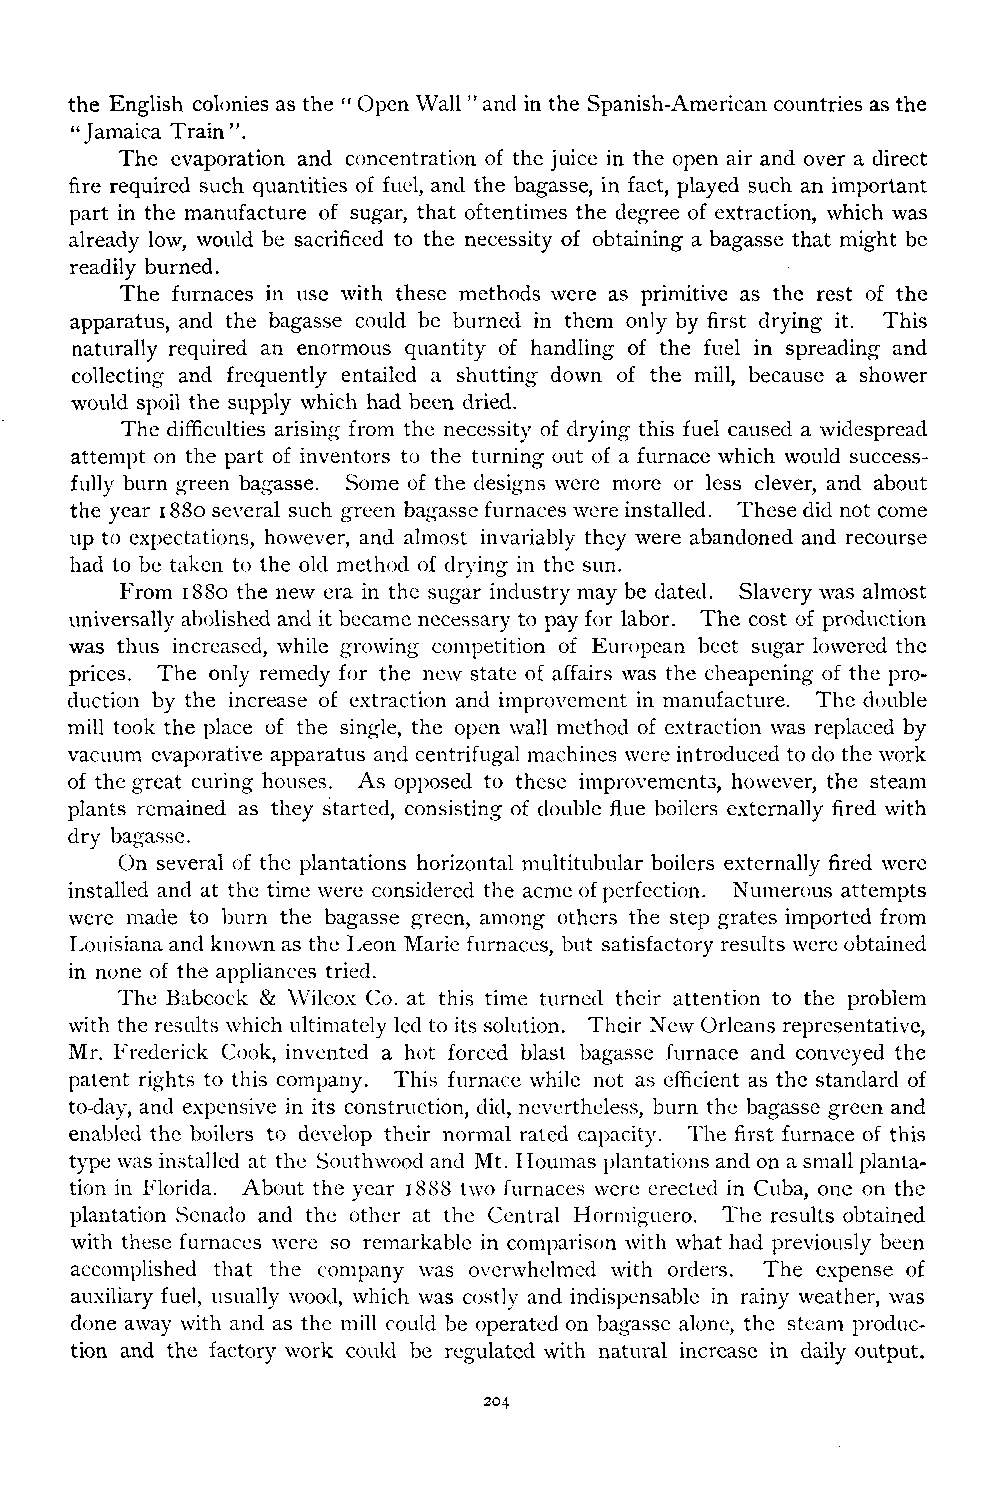 the English colonies as the “ Open Wall ” and in the Spanish-American countries as the
“ Jamaica Train ”.
The evaporation and concentration of the juice in the open air and over a direct
fire required such quantities of fuel, and the bagasse, in fact, played such an important
part in the manufacture of sugar, that oftentimes the degree of extraction, which was
already low, would be sacrificed to the necessity of obtaining a bagasse that might be
readily burned.
The furnaces in use with these methods were as primitive as the rest of the
apparatus, and the bagasse could be burned in them only by first drying it. This
naturally required an enormous quantity of handling of the fuel in spreading and
collecting and frequently entailed a shutting down of the mill, because a shower
would spoil the supply which had been dried.
The difficulties arising from the necessity of drying this fuel caused a widespread
attempt on the part of inventors to the turning out of a furnace which would success-
fully burn green bagasse. Some of the designs were more or less clever, and about
the year 1880 several such green bagasse furnaces were installed. These did not come
up to expectations, however, and almost invariably they were abandoned and recourse
had to be taken to the old method of drying in the sun.
From 1880 the new era in the sugar industry may be dated. Slavery was almost
universally abolished and it became necessary to pay for labor. The cost of production
was thus increased, while growing competition of European beet sugar lowered the
prices. The only remedy for the new state of affairs was the cheapening of the pro-
duction by the increase of extraction and improvement in manufacture. The double
mill took the place of the single, the open wall method of extraction was replaced by
vacuum evaporative apparatus and centrifugal machines were introduced to do the work
of the great curing houses. As opposed to these improvements, however, the steam
plants remained as they started, consisting of double flue boilers externally fired with
dry bagasse.
On several of the plantations horizontal multitubular boilers externally fired were
installed and at the time were considered the acme of perfection. Numerous attempts
were made to burn the bagasse green, among others the step grates imported from
Louisiana and known as the Leon Marie furnaces, but satisfactory results were obtained
in none of the appliances tried.
The Babcock & Wilcox Co. at this time turned their attention to the problem
with the results which ultimately led to its solution. Their New Orleans representative,
Mr. Frederick Cook, invented a hot forced blast bagasse furnace and conveyed the
patent rights to this company. This furnace while not as efficient as the standard of
to-day, and expensive in its construction, did, nevertheless, burn the bagasse green and
enabled the boilers to develop their normal rated capacity. The first furnace of this
type was installed at the Southwood and Mt. Houmas plantations and on a small planta-
tion in Florida. About the year 1888 two furnaces were erected in Cuba, one on the
plantation Senado and the other at the Central Hormiguero. The results obtained
with these furnaces were so remarkable in comparison with what had previously been
accomplished that the company was overwhelmed with orders. The expense of
auxiliary fuel, usually wood, which was costly and indispensable in rainy weather, was
done away with and as the mill could be operated on bagasse alone, the steam produc-
tion and the factory work could be regulated with natural increase in daily output.
204